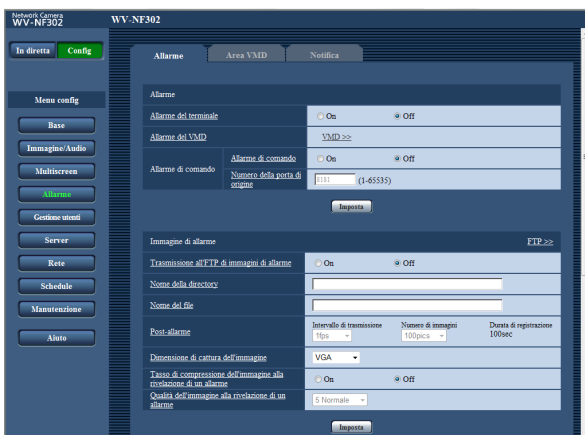 Network Camera
WV-NF302
WV-NF302
In diretta
Config
Allarme
Area VMD
Notifica
Menu config
Base
Immagine/Audio
Multiscreen
Allarme
Gestione utenti
Server
Rete
Schedule
Manutenzione
Aiuto
Allarme
Allarme del terminale
On
Off
Allarme del VMD
VMD >>
Allarme di comando
Allarme di comando
On
Off
Numero della porta di
origine
8181
(1-65535)
Imposta
Immagine di allarme
FTP >>
Trasmissione all'FTP di immagini di allarme
On
Off
Nome della directory
Nome del file
Post-allarme
Intervallo di trasmissione
1fps
Numero di immagini
100pics
Durata di registrazione
100sec
Dimensione di cattura dell'immagine
VGA
Tasso di compressione dell'immagine alla
rivelazione di un allarme
On
Off
Qualità dell'immagine alla rivelazione di un
allarme
5 Normale
Imposta